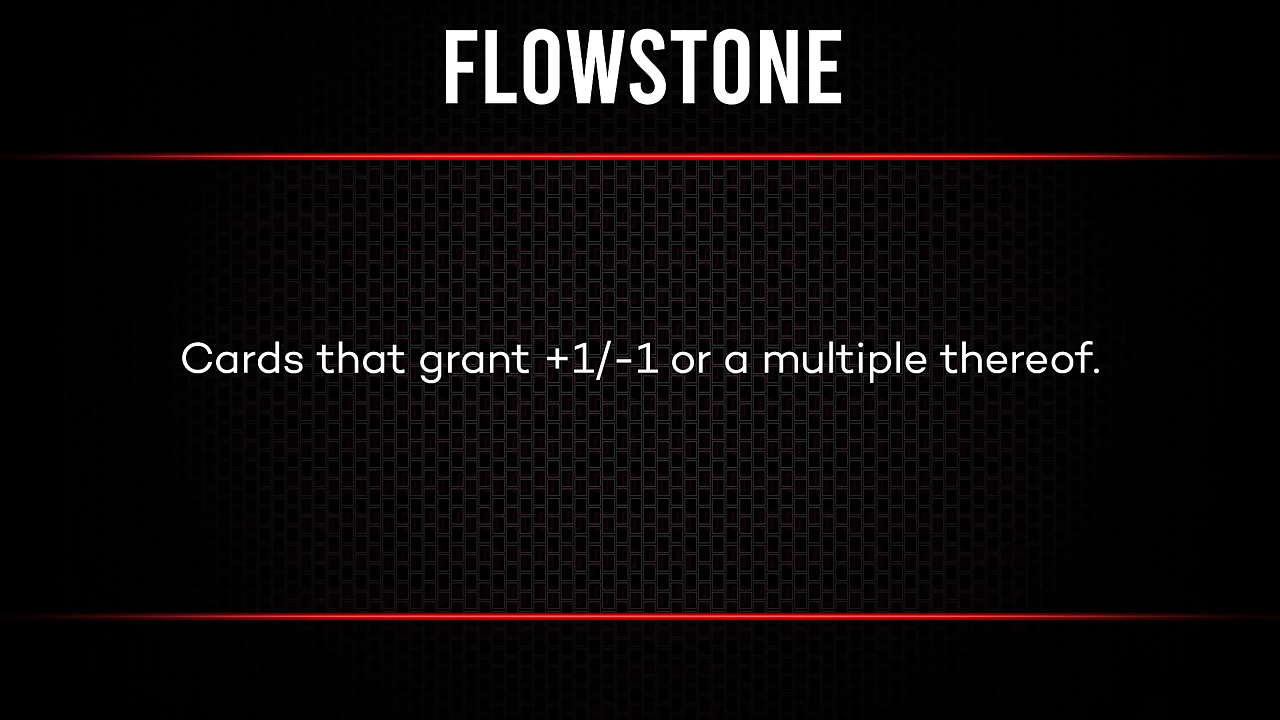 FLOWSTONE
Cards that grant +1/-1 or a multiple thereof.